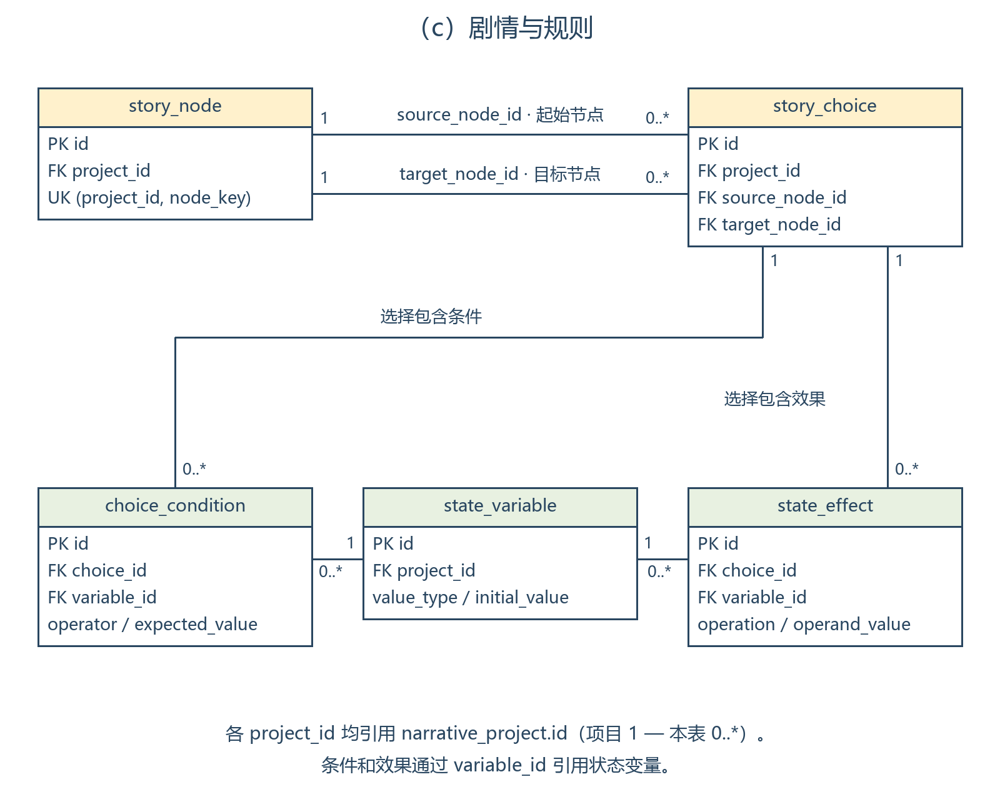 （c）剧情与规则
story_node
PK id
FK project_id
UK (project_id, node_key)
1
source_node_id · 起始节点
0..*
1
target_node_id · 目标节点
0..*
story_choice
PK id
FK project_id
FK source_node_id
FK target_node_id
1
1
选择包含条件
选择包含效果
0..*
0..*
choice_condition
PK id
FK choice_id
FK variable_id
operator / expected_value
1
0..*
state_variable
PK id
FK project_id
value_type / initial_value
1
0..*
state_effect
PK id
FK choice_id
FK variable_id
operation / operand_value
各 project_id 均引用 narrative_project.id（项目 1 — 本表 0..*）。
条件和效果通过 variable_id 引用状态变量。